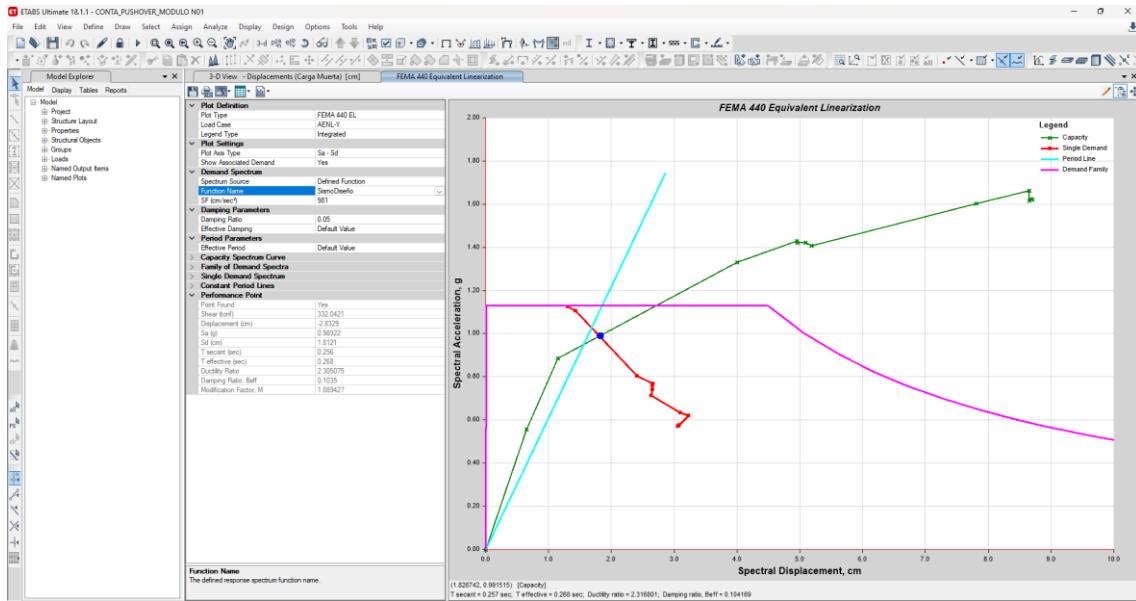 ETABS Ultimate 18.1.1 - CONTA_PUSHOVER_MODULO N01
File Edit View Define Draw Select Assign Analyze Display Design Options Tools Help
Model Explorer
3-D View - Displacements (Carga Muerta) [cm]
FEMA 440 Equivalent Linearization
Model Display Tables Reports
Model
Project
Structure Layout
Properties
Structural Objects
Groups
Loads
Named Output Items
Named Plots
Plot Definition
Plot Type FEMA 440 EL
Load Case AENL-Y
Legend Type Integrated
Plot Settings
Plot Axis Type Sa - Sd
Show Associated Demand Yes
Demand Spectrum
Spectrum Source Defined Function
Function Name SismoDiseño
SF (cm/sec²) 981
Damping Parameters
Damping Ratio 0.05
Effective Damping Default Value
Period Parameters
Effective Period Default Value
Capacity Spectrum Curve
Family of Demand Spectra
Single Demand Spectrum
Constant Period Lines
Performance Point
Point Found Yes
Shear (tonf) 332.0421
Displacement (cm) -2.8329
Sa (g) 0.98922
Sd (cm) 1.8121
T secant (sec) 0.256
T effective (sec) 0.268
Ductility Ratio 2.305075
Damping Ratio, Beff 0.1035
Modification Factor, M 1.089427
Function Name
The defined response spectrum function name.
FEMA 440 Equivalent Linearization
Legend
Capacity
Single Demand
Period Line
Demand Family
Spectral Acceleration, g
2.00
1.80
1.60
1.40
1.20
1.00
0.80
0.60
0.40
0.20
0.00
0.0 1.0 2.0 3.0 4.0 5.0 6.0 7.0 8.0 9.0 10.0
Spectral Displacement, cm
(1.826742, 0.991515) [Capacity]
T secant = 0.257 sec; T effective = 0.268 sec; Ductility ratio = 2.316801; Damping ratio, Beff = 0.104169